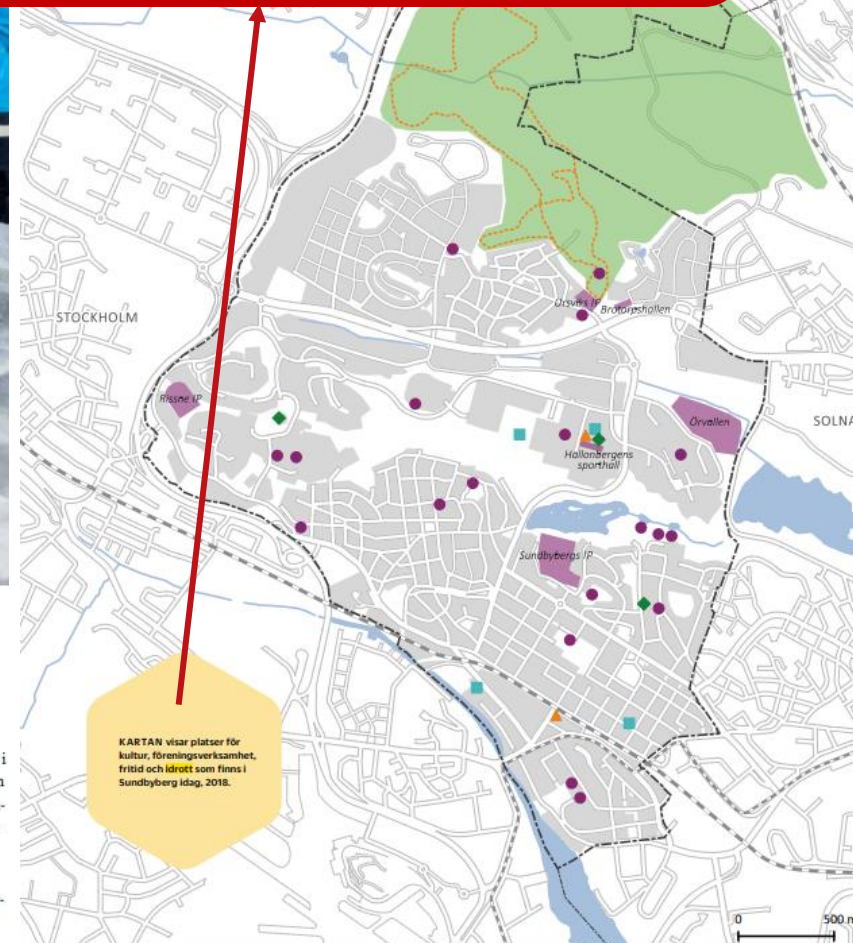 STOCKHOLM
Ursviks IP
Brotorpshallen
Rissne IP
Örvallen
SOLNA
Hallonbergens
sporthall
Sundbybergs IP
KARTAN visar platser för
kultur, föreningsverksamhet,
fritid och idrott som finns i
Sundbyberg idag, 2018.
i
0 500 m